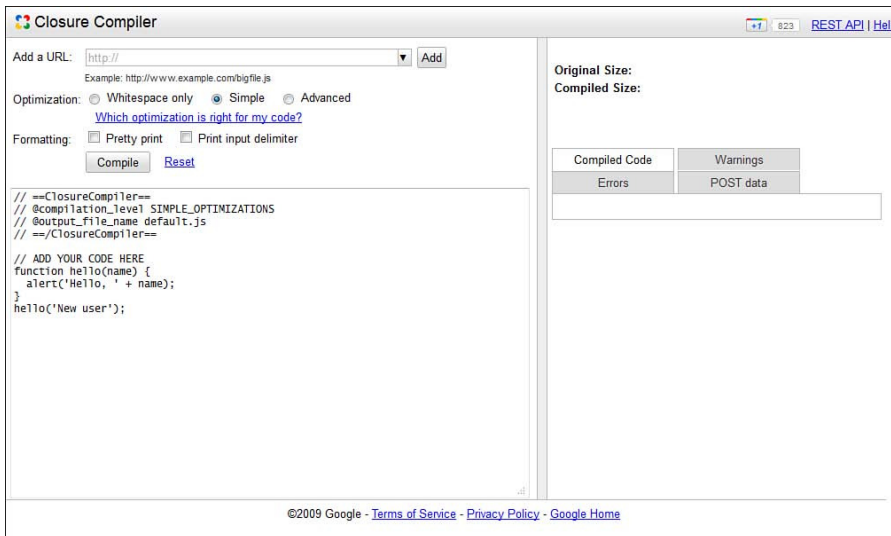 Closure Compiler
+1 823 REST API | Hel
Add a URL: http:// Add
Example: http://www.example.com/bigfile.js
Optimization: Whitespace only Simple Advanced
Which optimization is right for my code?
Formatting: Pretty print Print input delimiter
Compile Reset
// ==ClosureCompiler==
// @compilation_level SIMPLE_OPTIMIZATIONS
// @output_file_name default.js
// ==/ClosureCompiler==
// ADD YOUR CODE HERE
function hello(name) {
alert('Hello, ' + name);
}
hello('New user');
Original Size:
Compiled Size:
Compiled Code Warnings
Errors POST data
©2009 Google - Terms of Service - Privacy Policy - Google Home